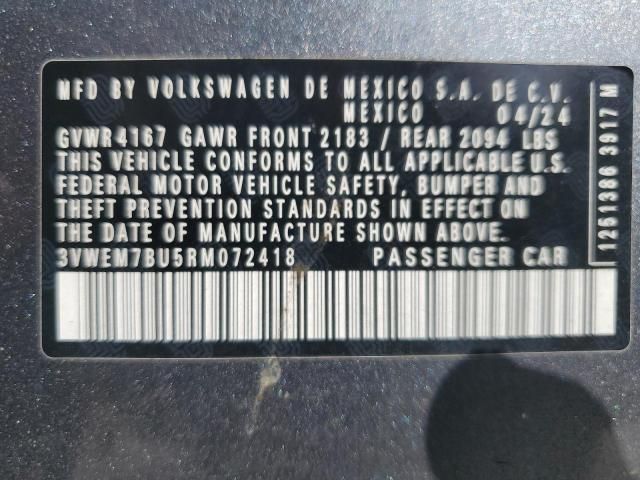 MFD BY VOLKSWAGEN DE MEXICO S.A. DE C.V.
MEXICO 04/24
GVWR4167 GAWR FRONT 2183 / REAR 2094 LBS
THIS VEHICLE CONFORMS TO ALL APPLICABLE U.S.
FEDERAL MOTOR VEHICLE SAFETY, BUMPER AND
THEFT PREVENTION STANDARDS IN EFFECT ON
THE DATE OF MANUFACTURE SHOWN ABOVE.
3VWEM7BU5RM072418 PASSENGER CAR
1251386 3917 M